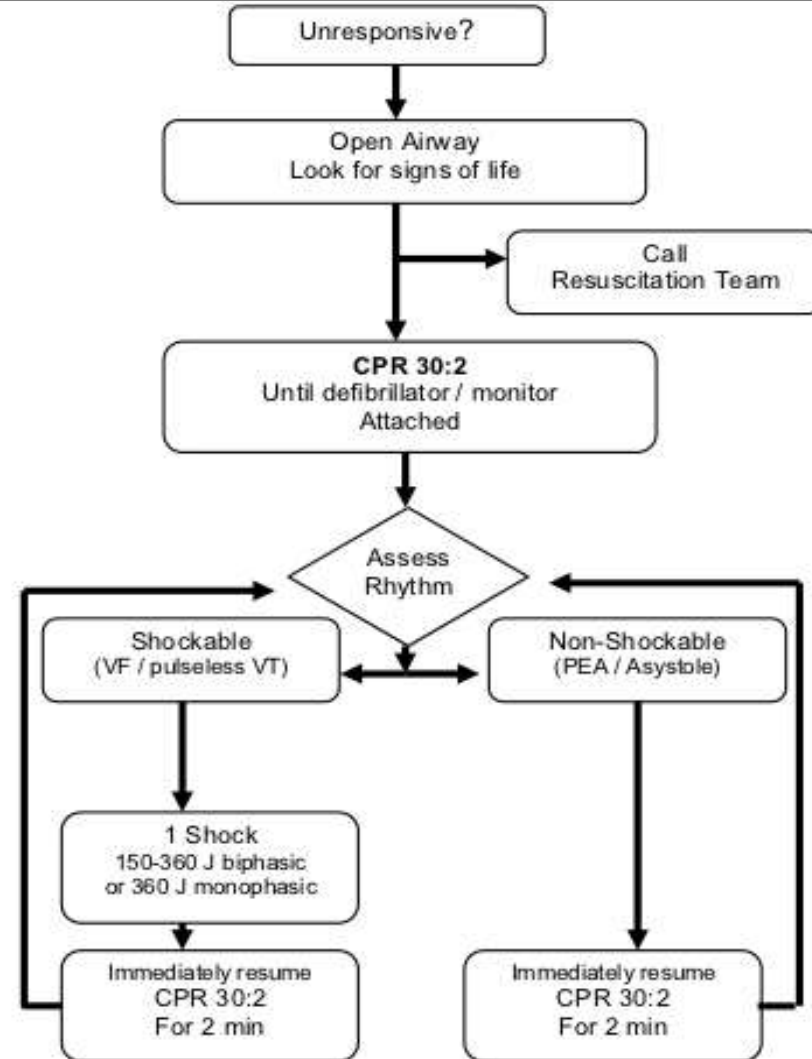 Unresponsive?
Open Airway
Look for signs of life
Call
Resuscitation Team
CPR 30:2
Until defibrillator / monitor
Attached
Assess
Rhythm
Shockable
(VF / pulseless VT)
Non-Shockable
(PEA / Asystole)
1 Shock
150-360 J biphasic
or 360 J monophasic
Immediately resume
CPR 30:2
For 2 min
Immediately resume
CPR 30:2
For 2 min